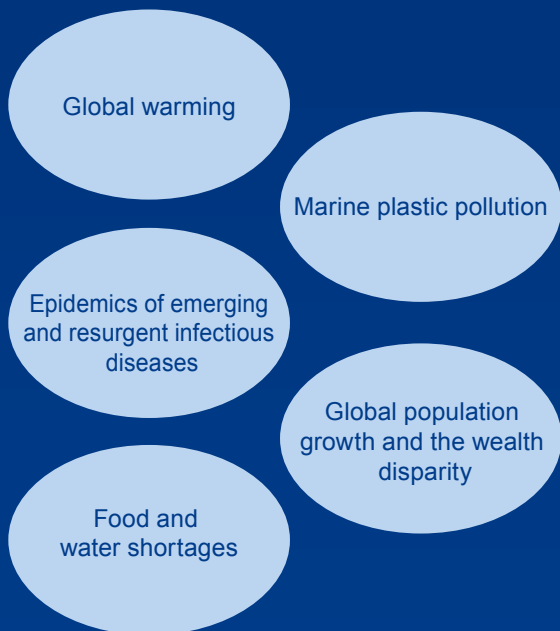 Global warming
Marine plastic pollution
Epidemics of emerging
and resurgent infectious
diseases
Global population
growth and the wealth
disparity
Food and
water shortages